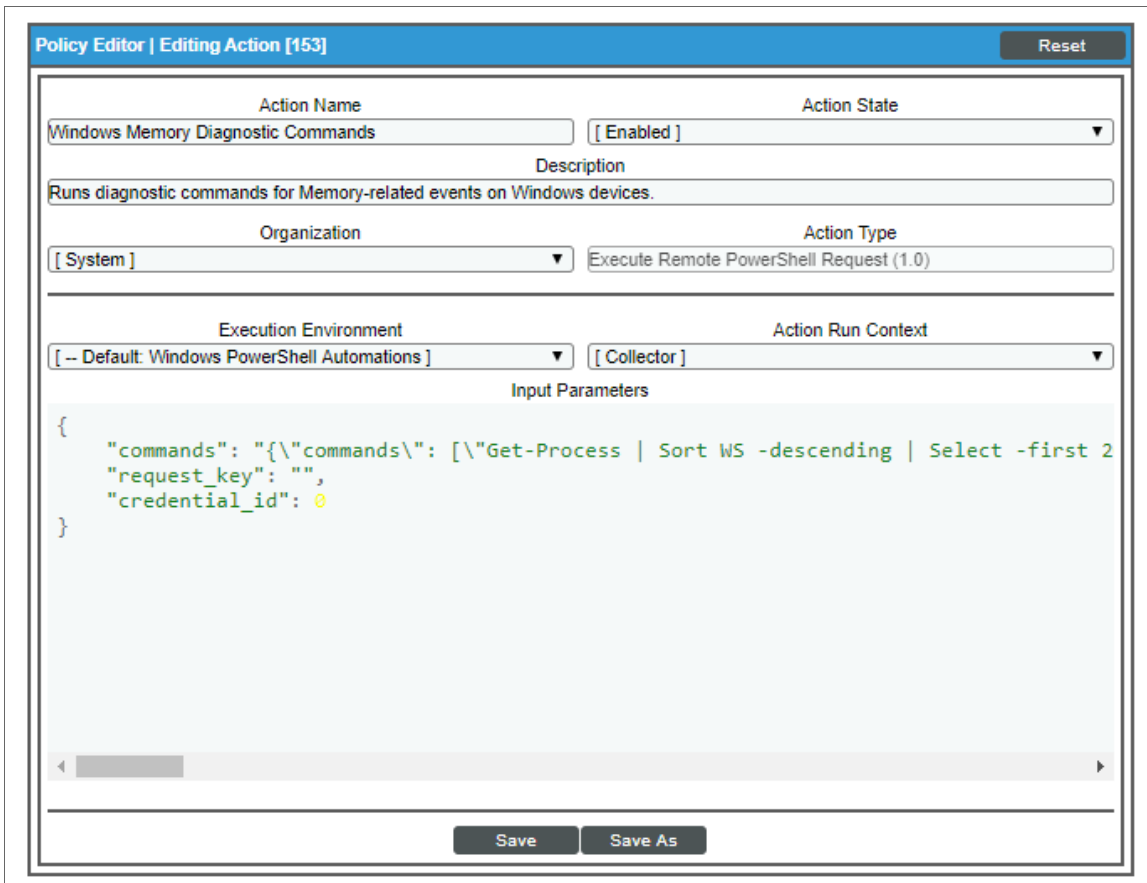 Policy Editor | Editing Action [153] Reset
Action Name Action State
Windows Memory Diagnostic Commands [ Enabled ]
Description
Runs diagnostic commands for Memory-related events on Windows devices.
Organization Action Type
[ System ] Execute Remote PowerShell Request (1.0)
Execution Environment Action Run Context
[ -- Default: Windows PowerShell Automations ] [ Collector ]
Input Parameters
{
"commands": "{\"commands\": [\"Get-Process | Sort WS -descending | Select -first 2
"request_key": "",
"credential_id": 0
}
Save Save As